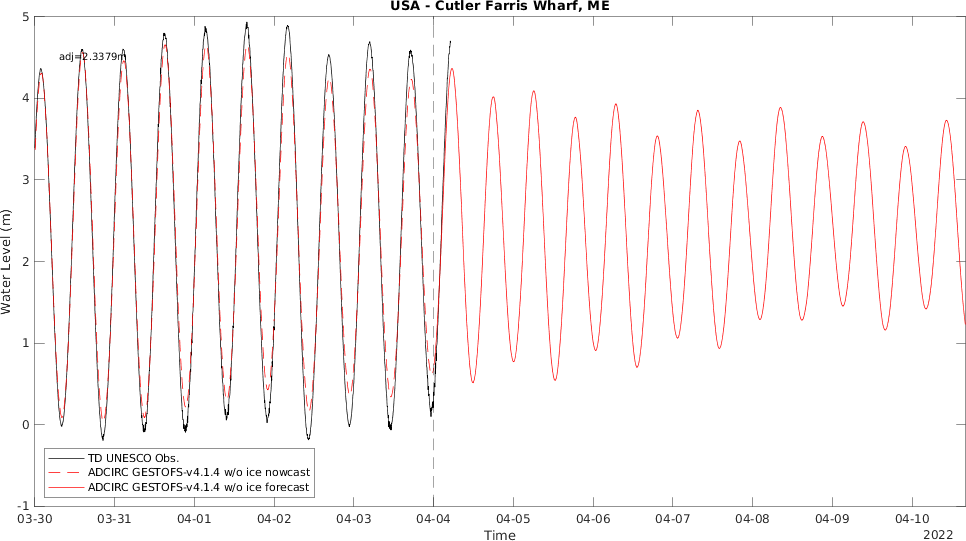 USA - Cutler Farris Wharf, ME
adj=2.3379m
5
4
3
2
1
0
-1
Water Level (m)
TD UNESCO Obs.
ADCIRC GESTOFS-v4.1.4 w/o ice nowcast
ADCIRC GESTOFS-v4.1.4 w/o ice forecast
03-30 03-31 04-01 04-02 04-03 04-04 04-05 04-06 04-07 04-08 04-09 04-10
Time
2022